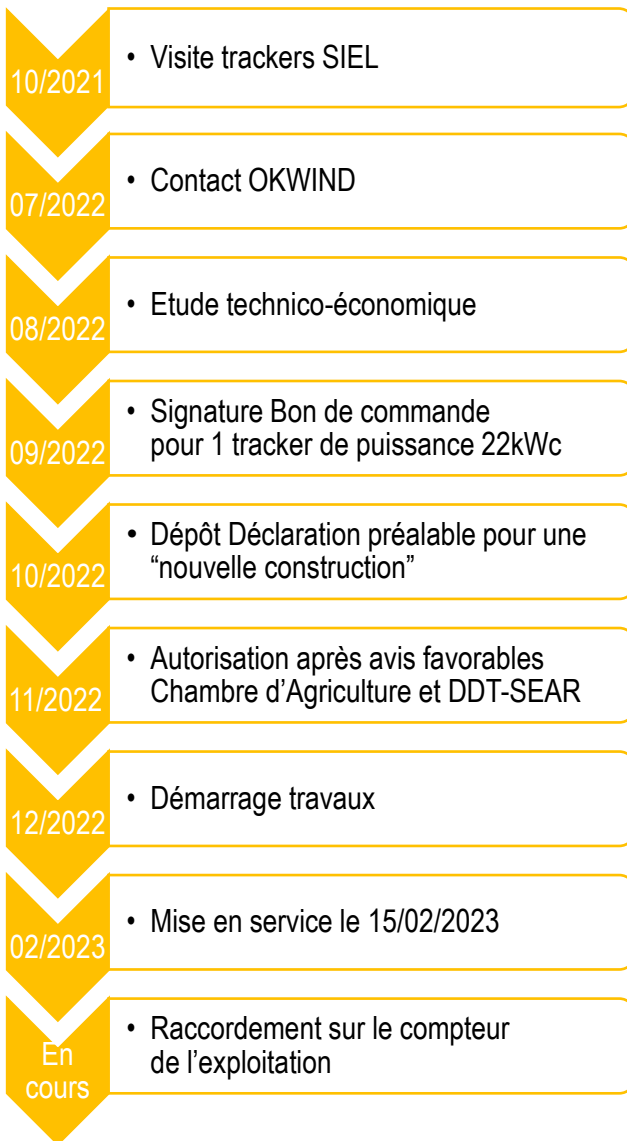 10/2021
• Visite trackers SIEL
07/2022
• Contact OKWIND
08/2022
• Etude technico-économique
09/2022
• Signature Bon de commande
pour 1 tracker de puissance 22kWc
10/2022
• Dépôt Déclaration préalable pour une
“nouvelle construction”
11/2022
• Autorisation après avis favorables
Chambre d’Agriculture et DDT-SEAR
12/2022
• Démarrage travaux
02/2023
• Mise en service le 15/02/2023
En
cours
• Raccordement sur le compteur
de l’exploitation